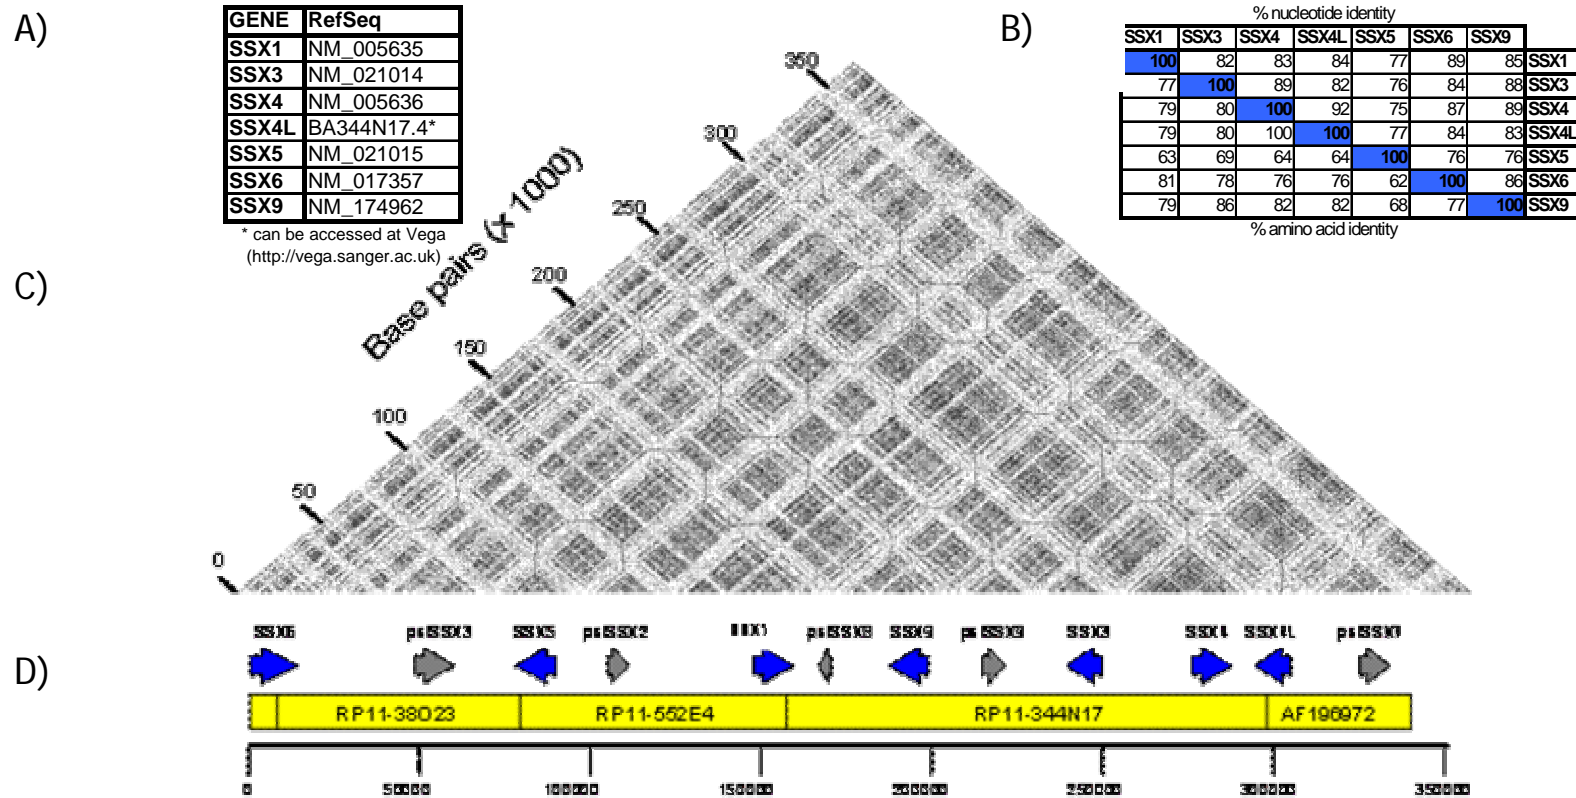 A)
GENE RefSeq
SSX1 NM_005635
SSX3 NM_021014
SSX4 NM_005636
SSX4L BA344N17.4*
SSX5 NM_021015
SSX6 NM_017357
SSX9 NM_174962
* can be accessed at Vega
(http://vega.sanger.ac.uk)
B)
% nucleotide identity
SSX1 SSX3 SSX4 SSX4L SSX5 SSX6 SSX9
100 82 83 84 77 89 85 SSX1
77 100 89 82 76 84 88 SSX3
79 80 100 92 75 87 89 SSX4
79 80 100 100 77 84 83 SSX4L
63 69 64 64 100 76 76 SSX5
81 78 76 76 62 100 86 SSX6
79 86 82 82 68 77 100 SSX9
% amino acid identity
C)
Base pairs (x 1000)
0
50
100
150
200
250
300
350
D)
SSX6 SSX5 SSX1 SSX9 SSX3 SSX4 SSX4L
RP11-38O23 RP11-552E4 RP11-344N17 AF196972
0 50000 100000 150000 200000 250000 300000 350000